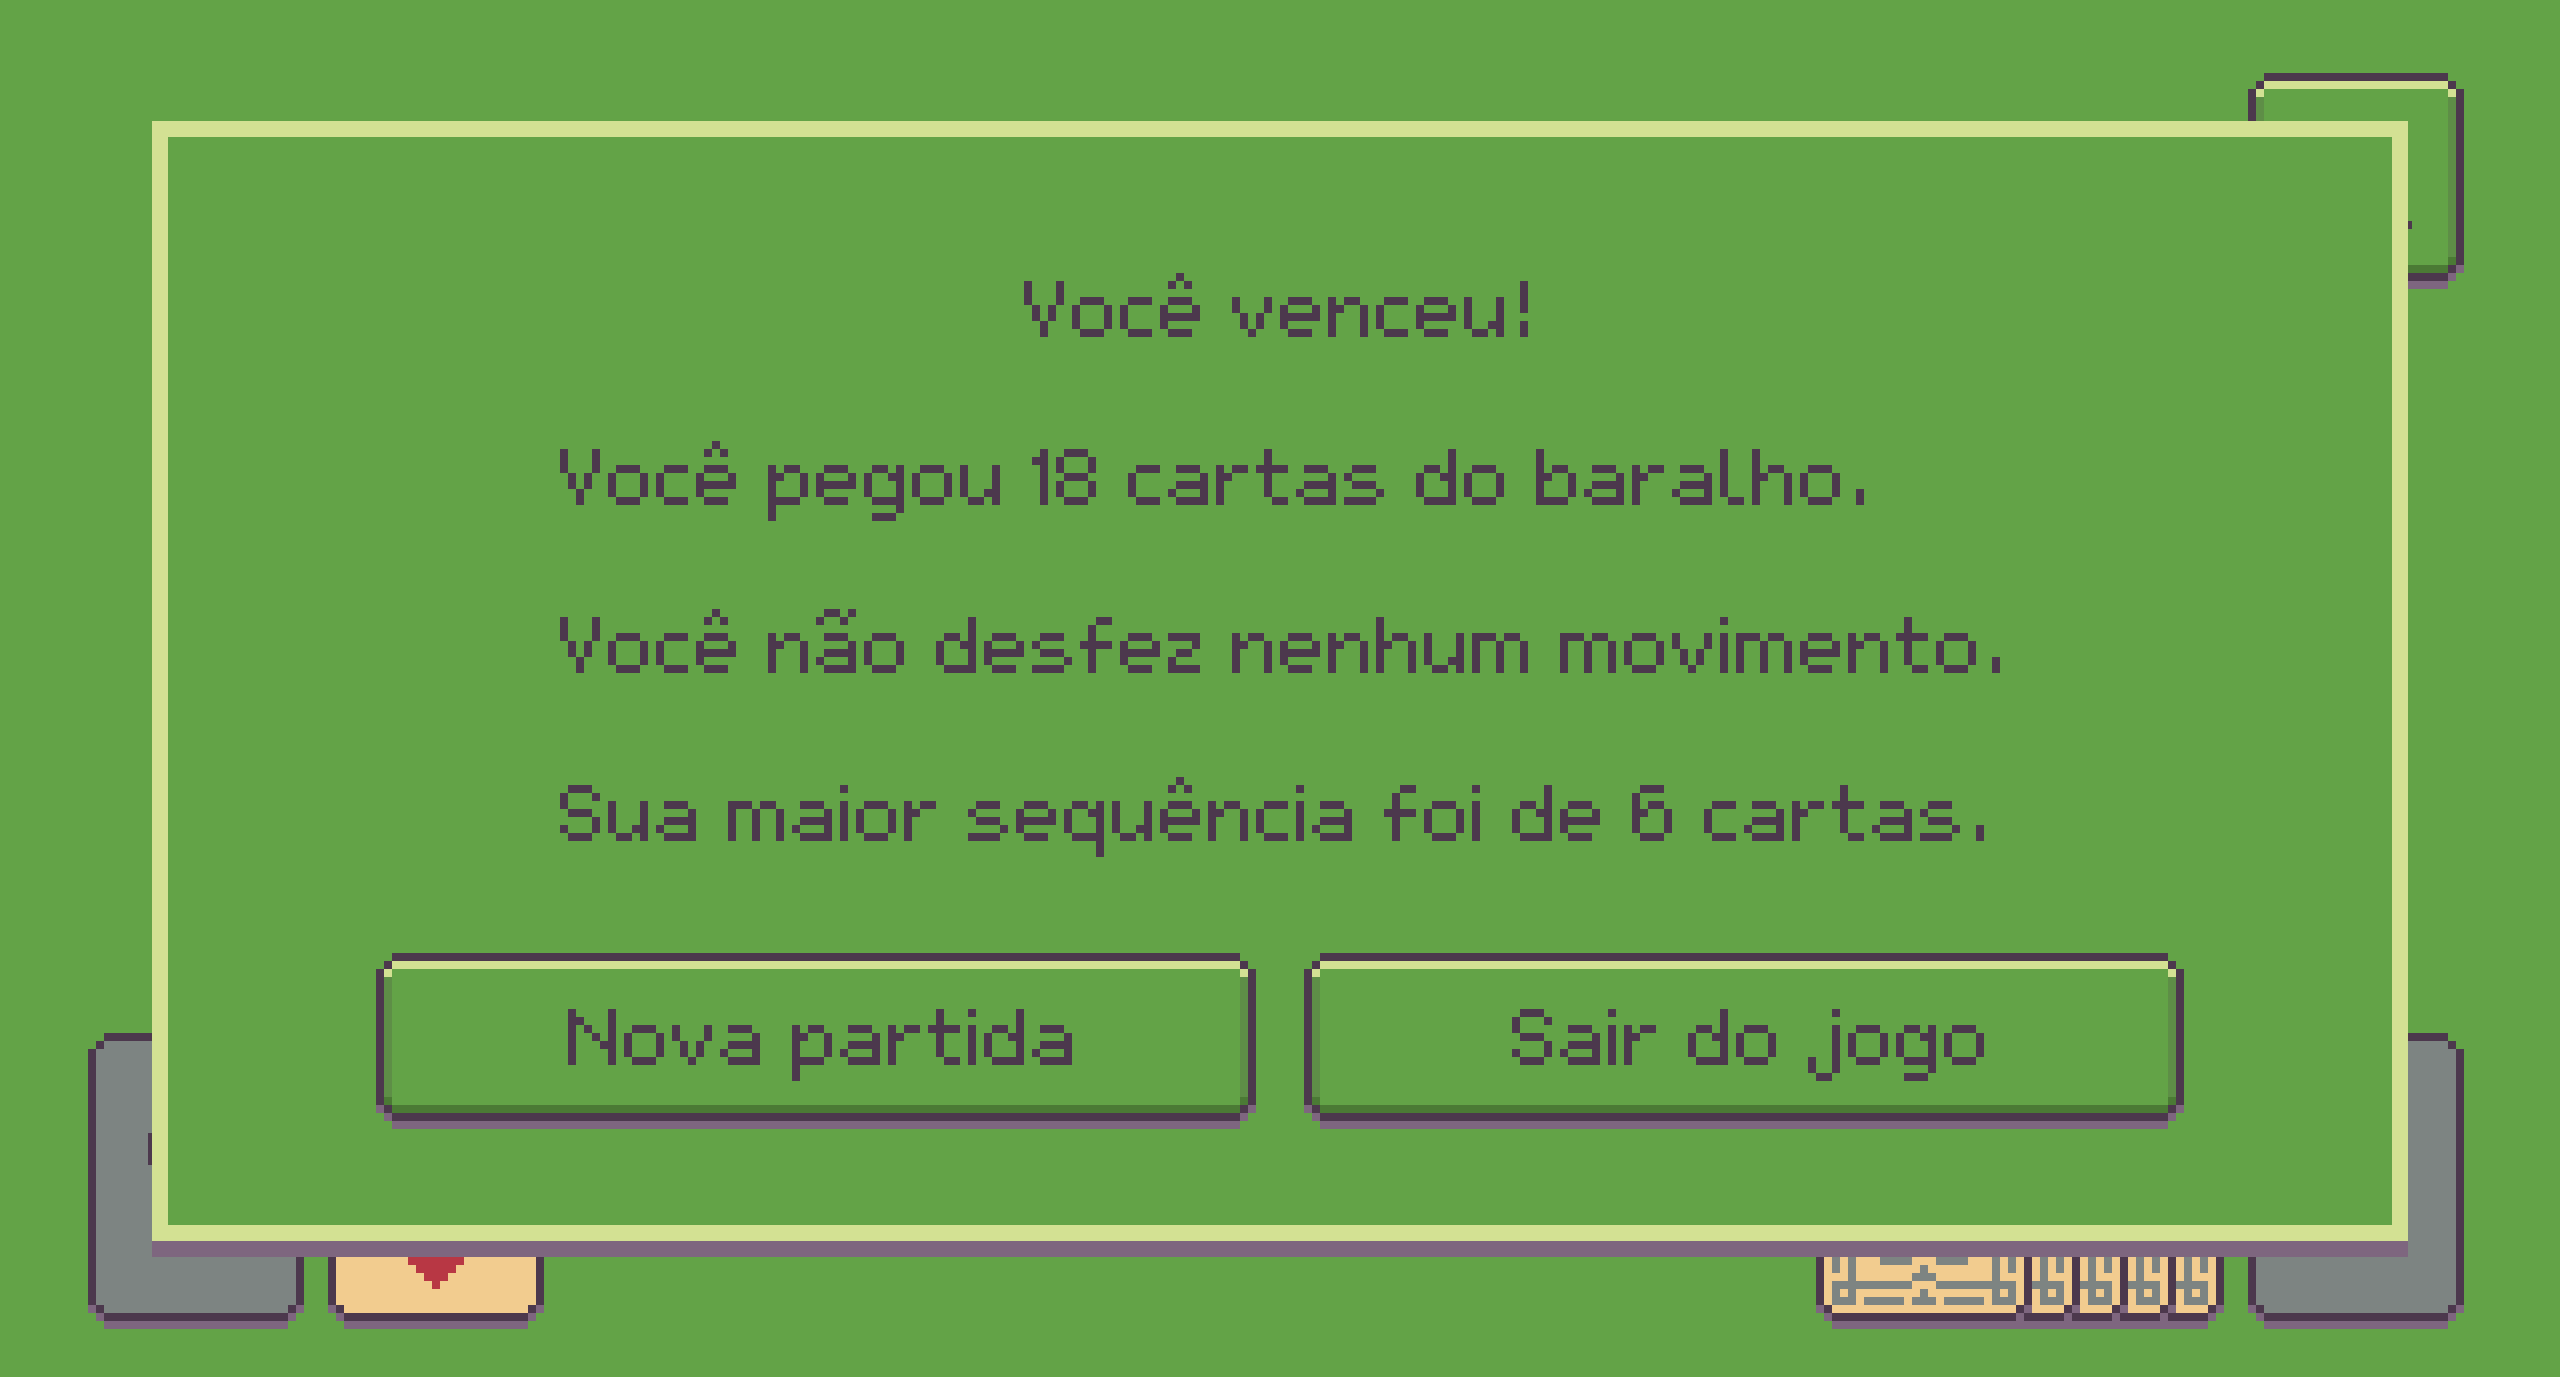 Você venceu!
Você pegou 18 cartas do baralho.
Você não desfez nenhum movimento.
Sua maior sequência foi de 6 cartas.
Nova partida
Sair do jogo